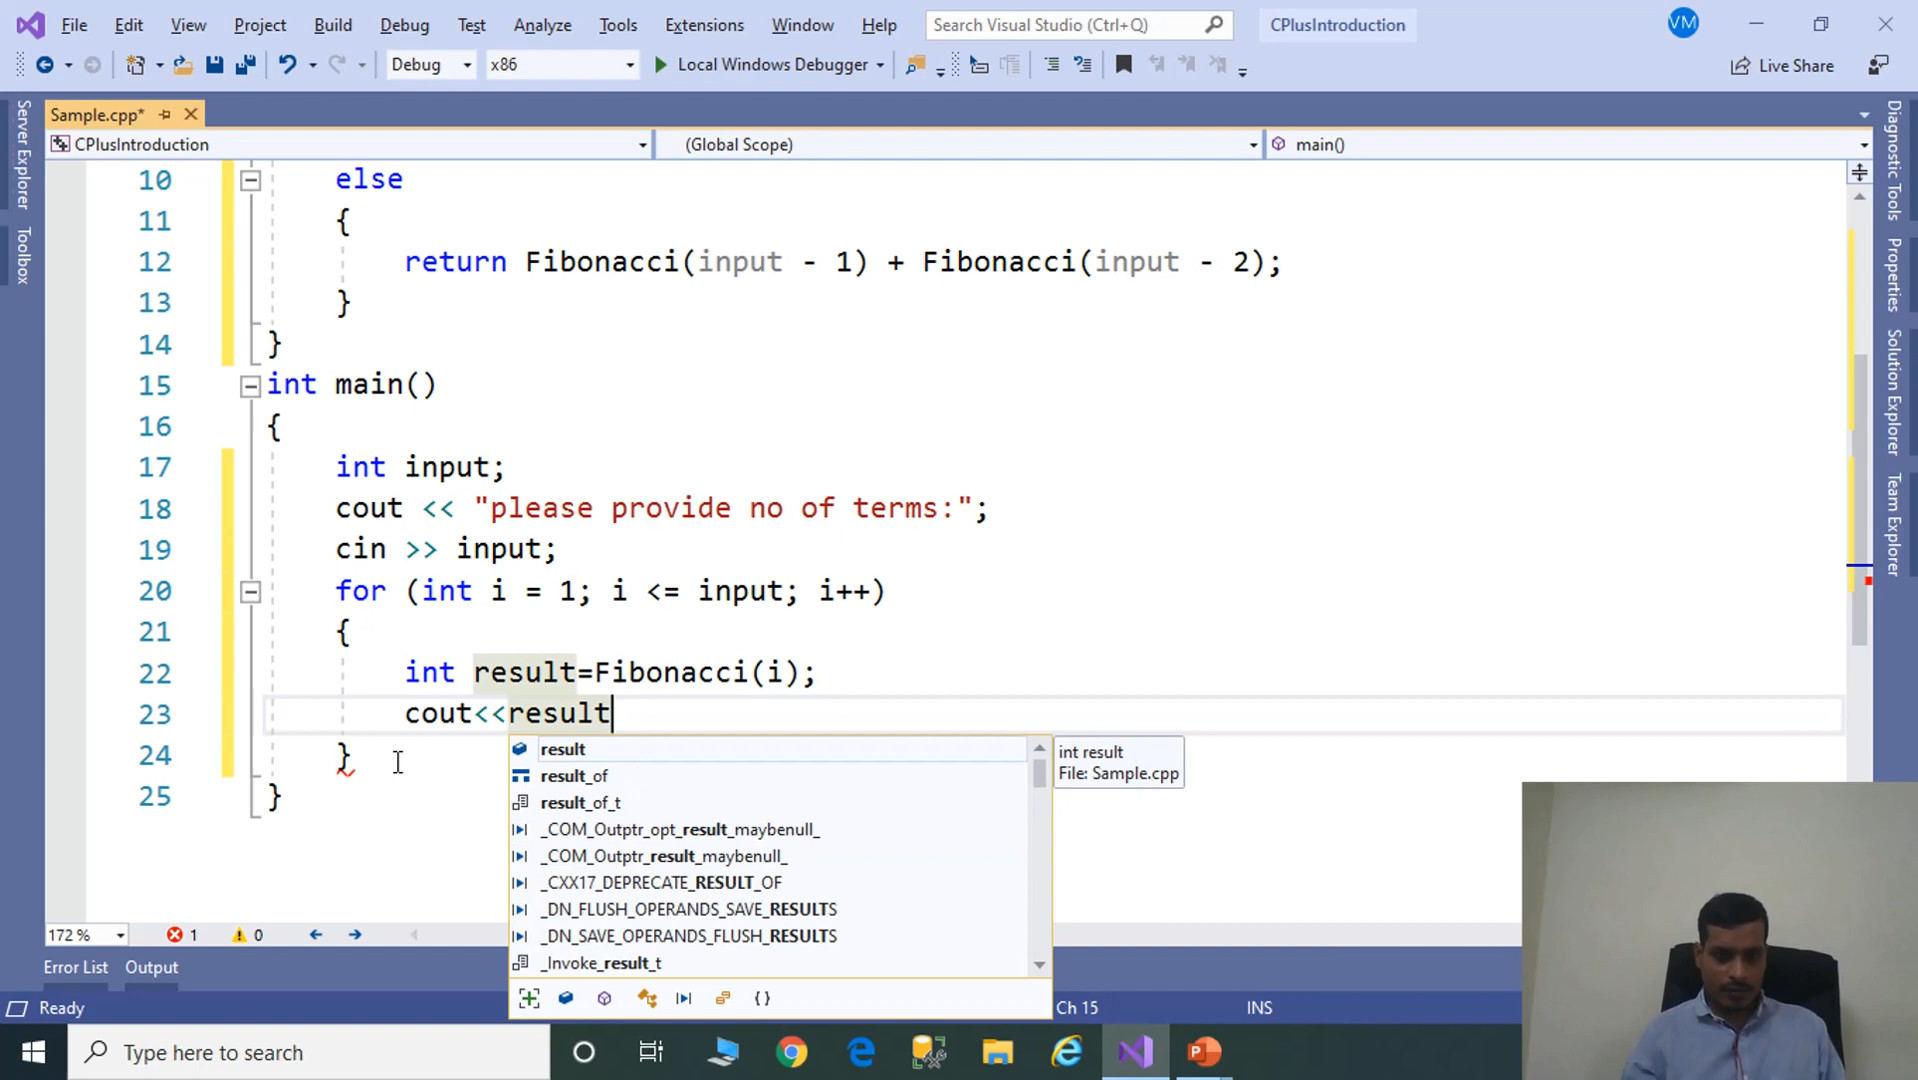 File Edit View Project Build Debug Test Analyze Tools Extensions Window Help Search Visual Studio (Ctrl+Q) CPlusIntroduction VM
Debug x86 Local Windows Debugger Live Share
Sample.cpp*
CPlusIntroduction (Global Scope) main()
Server Explorer
Toolbox
10 else
11 {
12 return Fibonacci(input - 1) + Fibonacci(input - 2);
13 }
14 }
15 int main()
16 {
17 int input;
18 cout << "please provide no of terms:";
19 cin >> input;
20 for (int i = 1; i <= input; i++)
21 {
22 int result=Fibonacci(i);
23 cout<<result
24 }
25 }
result
result_of
result_of_t
_COM_Outptr_opt_result_maybenull_
_COM_Outptr_result_maybenull_
_CXX17_DEPRECATE_RESULT_OF
_DN_FLUSH_OPERANDS_SAVE_RESULTS
_DN_SAVE_OPERANDS_FLUSH_RESULTS
_Invoke_result_t
int result
File: Sample.cpp
Diagnostic Tools
Properties
Solution Explorer
Team Explorer
172 % 1 0
Error List Output
Ready Ch 15 INS
Type here to search